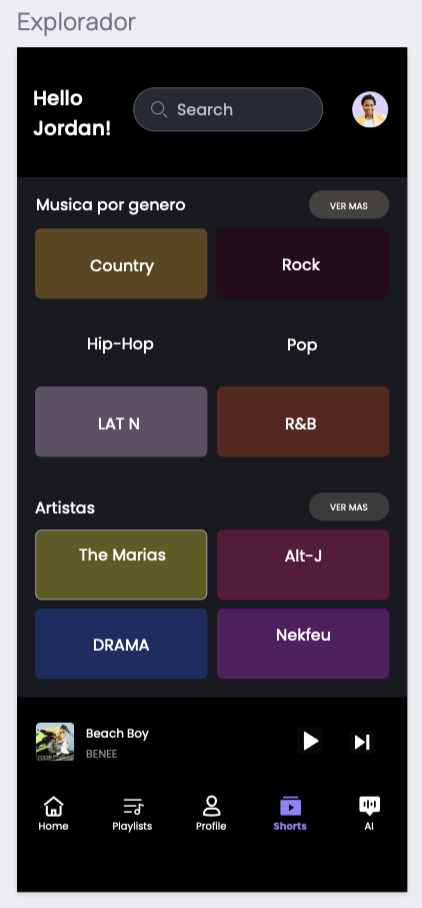 Explorador
Hello
Jordan!
Search
Musica por genero
VER MAS
Country
Rock
Hip-Hop
Pop
LAT N
R&B
Artistas
VER MAS
The Marias
Alt-J
DRAMA
Nekfeu
Beach Boy
BENEE
Home
Playlists
Profile
Shorts
AI